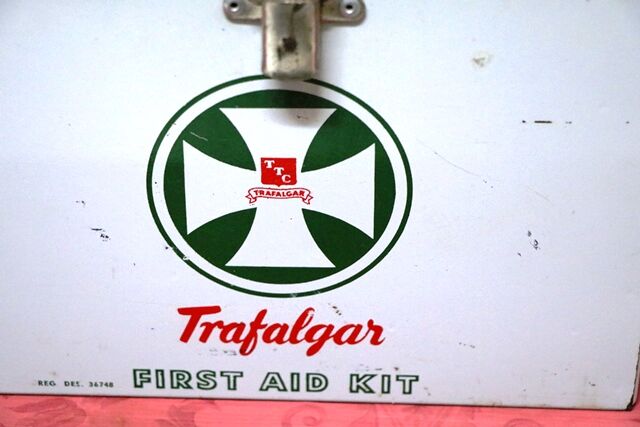 TTC
TRAFALGAR
Trafalgar
REG. DES. 36748 FIRST AID KIT